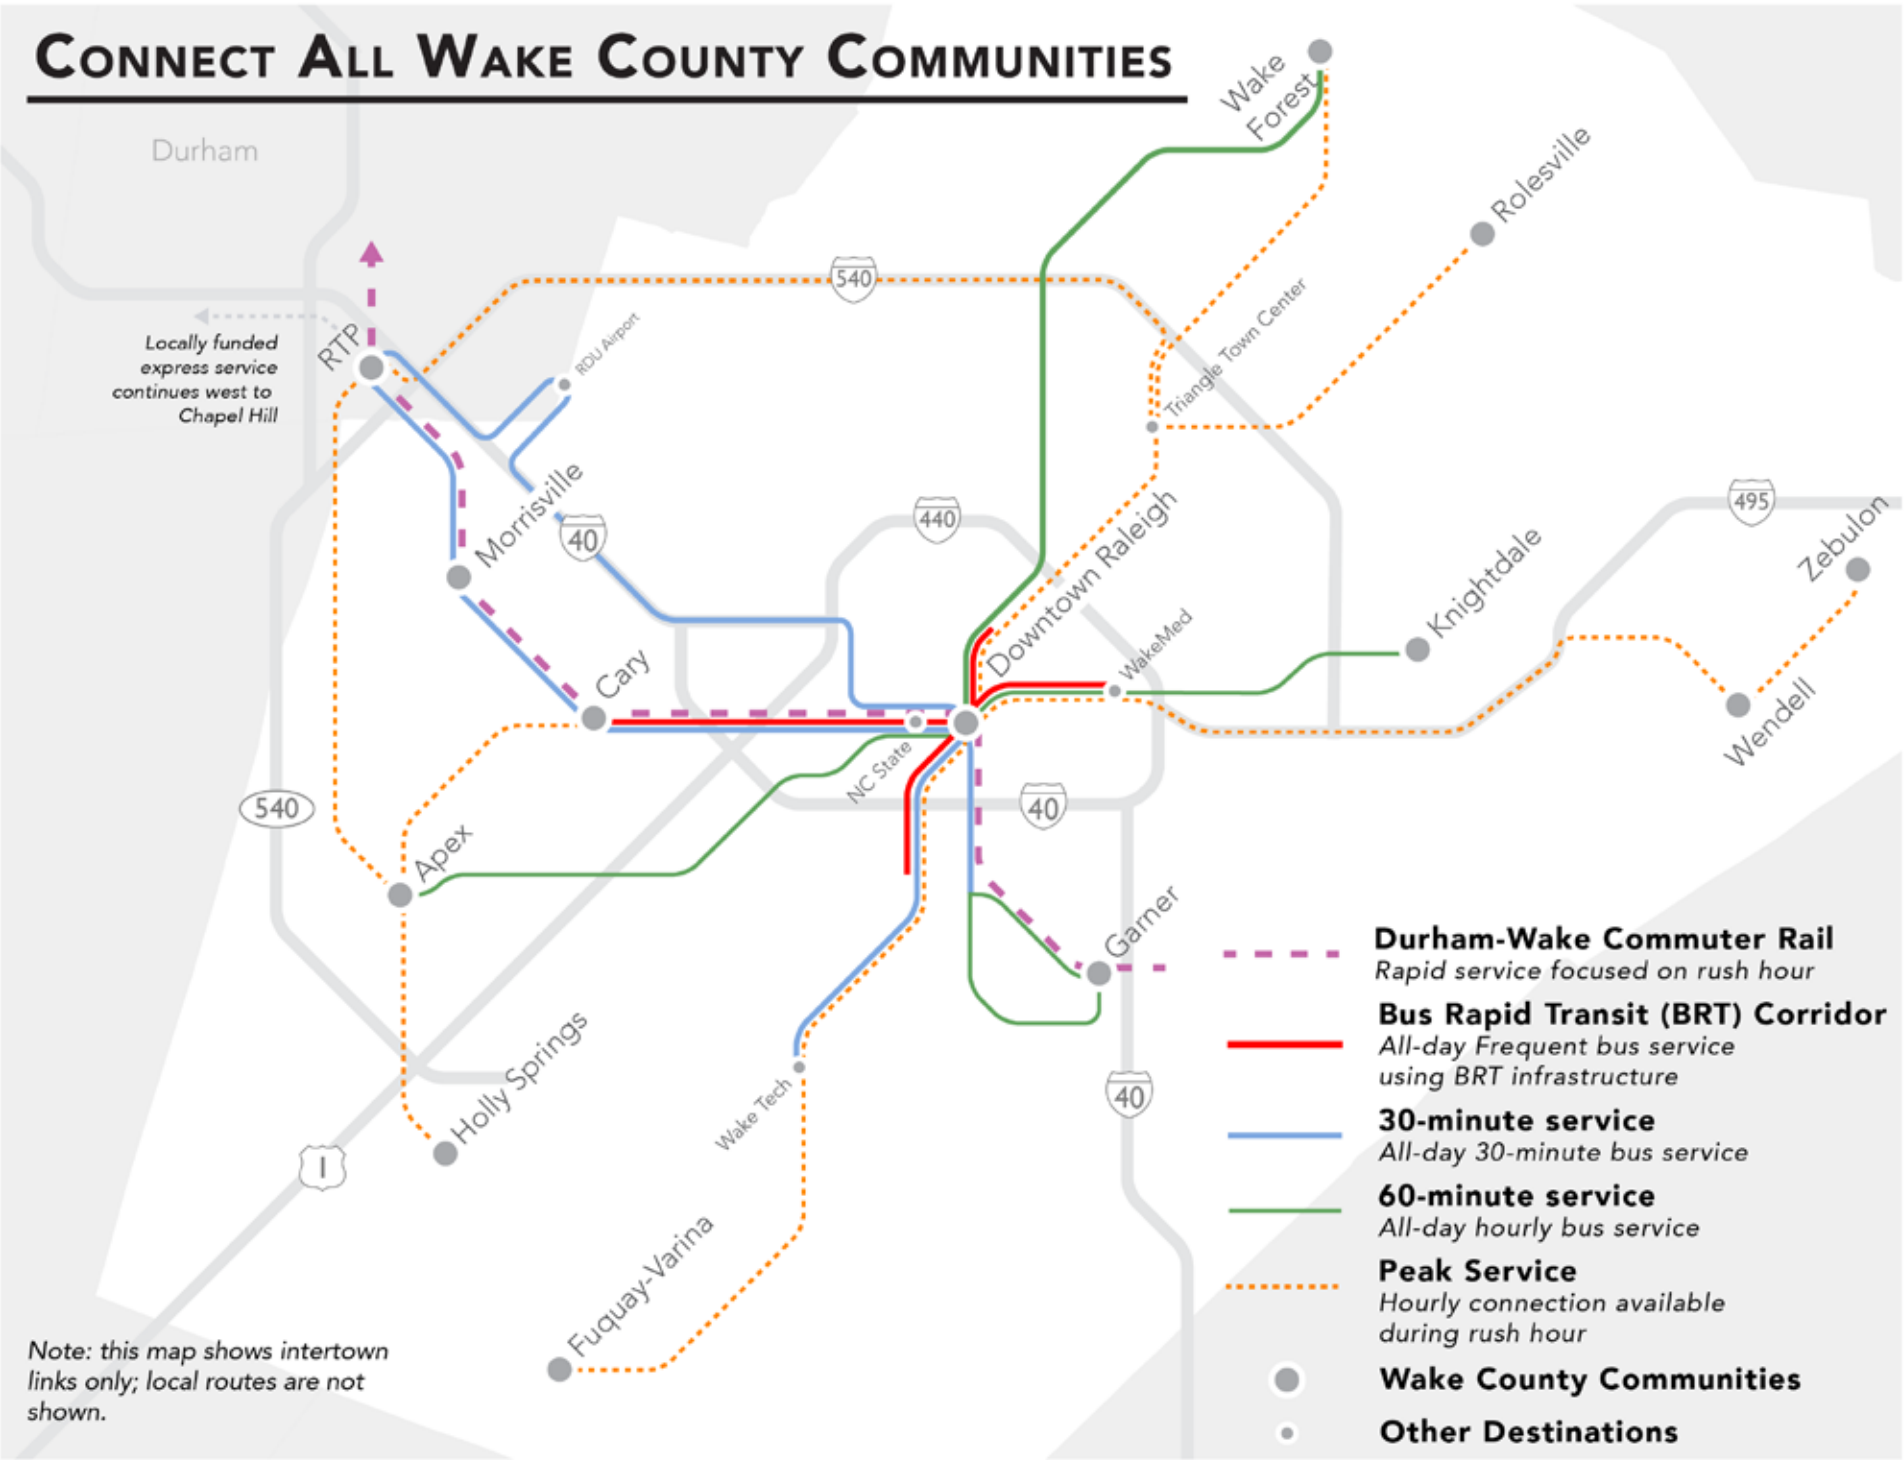 CONNECT ALL WAKE COUNTY COMMUNITIES
Durham
Wake
Forest
Rolesville
540
RTP
Locally funded
express service
continues west to
Chapel Hill
RDU Airport
Triangle Town Center
Morrisville
40
440
495
Zebulon
Downtown Raleigh
Knightdale
WakeMed
Cary
NC State
Wendell
540
40
Apex
Garner
Holly Springs
Wake Tech
40
1
Fuquay-Varina
Durham-Wake Commuter Rail
Rapid service focused on rush hour
Bus Rapid Transit (BRT) Corridor
All-day Frequent bus service
using BRT infrastructure
30-minute service
All-day 30-minute bus service
60-minute service
All-day hourly bus service
Peak Service
Hourly connection available
during rush hour
Wake County Communities
Other Destinations
Note: this map shows intertown
links only; local routes are not
shown.